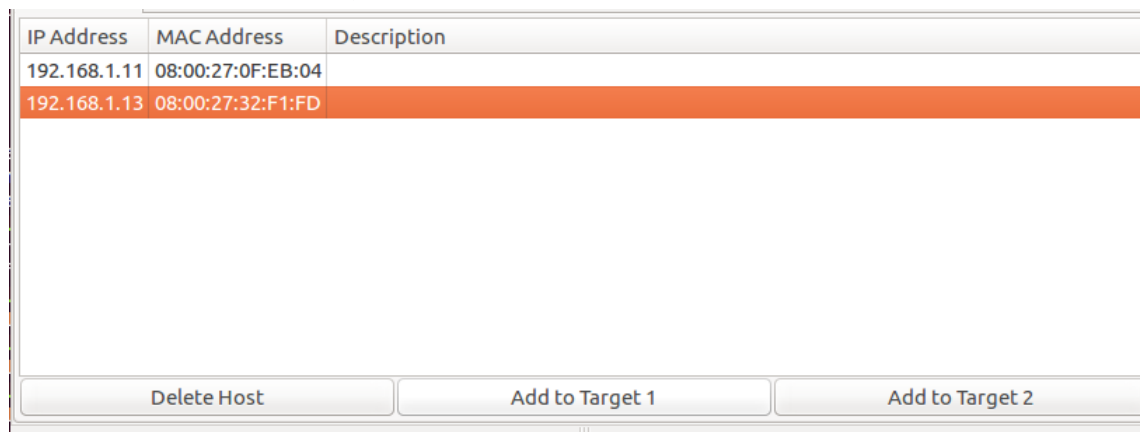 IP Address MAC Address Description
192.168.1.11 08:00:27:0F:EB:04
192.168.1.13 08:00:27:32:F1:FD
Delete Host Add to Target 1 Add to Target 2